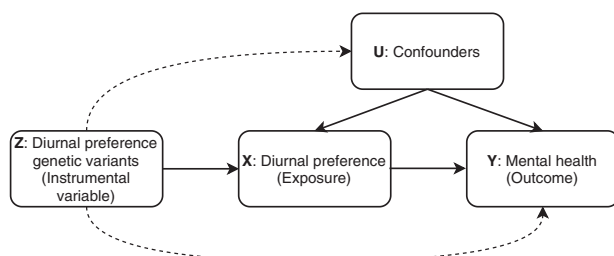 U: Confounders
Z: Diurnal preference
genetic variants
(Instrumental
variable)
X: Diurnal preference
(Exposure)
Y: Mental health
(Outcome)